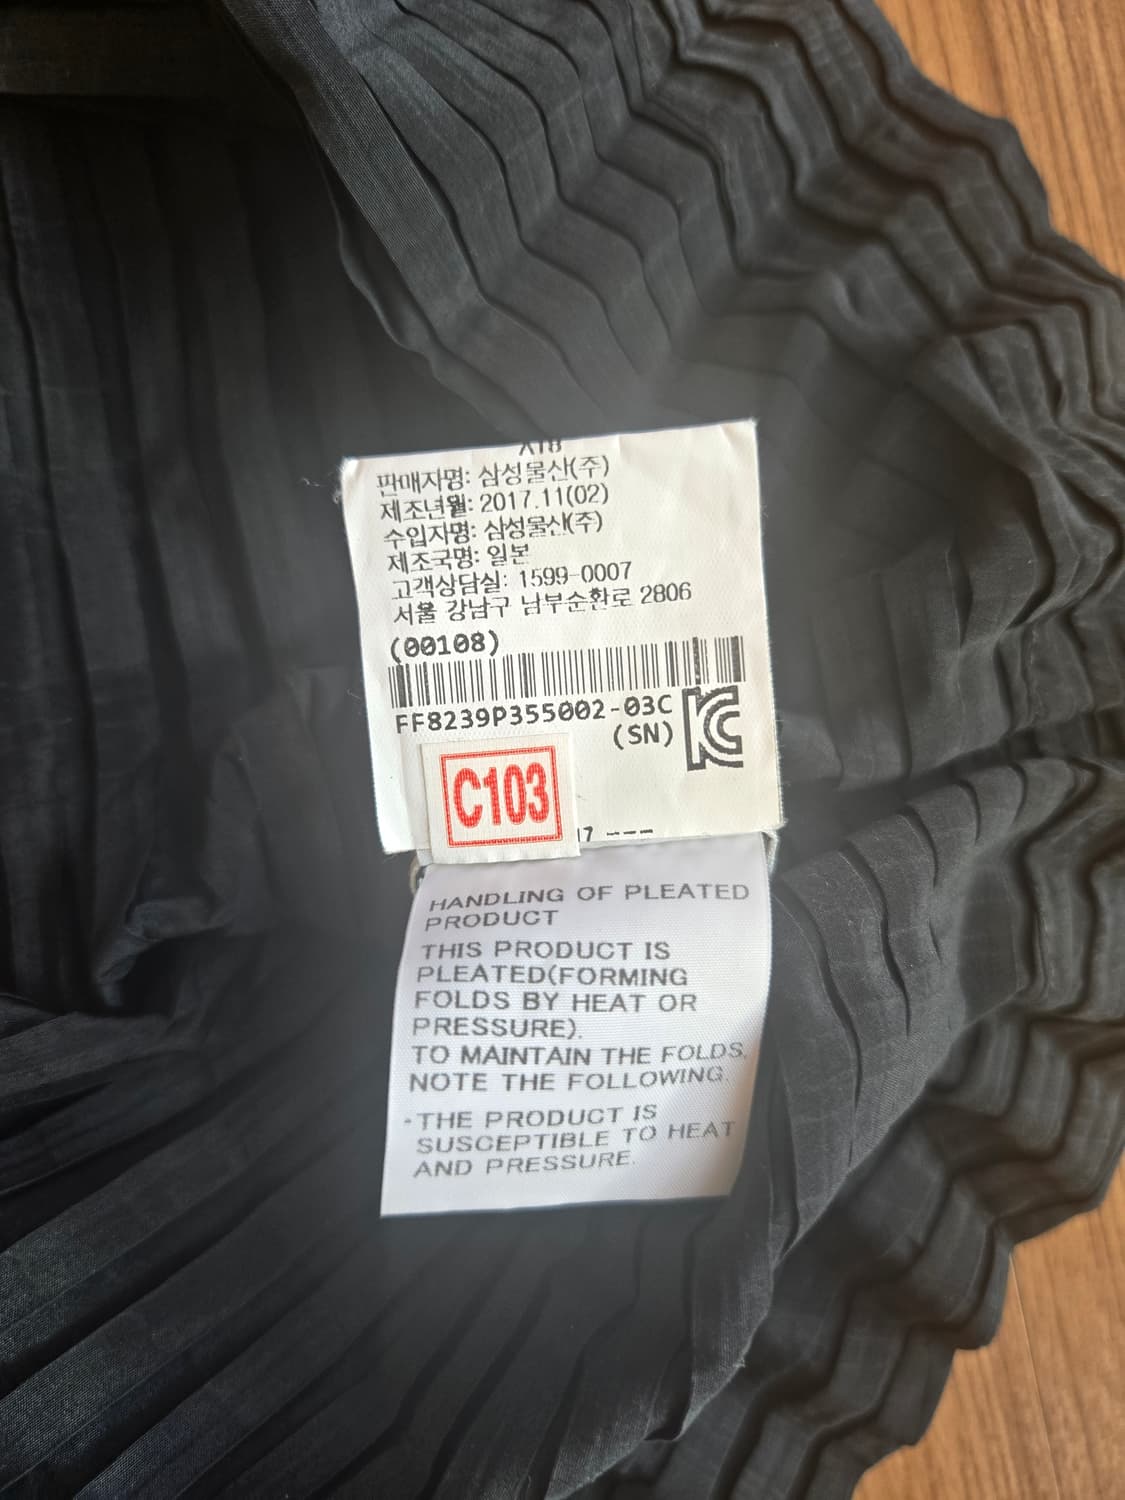 판매자명: 삼성물산(주)
제조년월: 2017.11(02)
수입자명: 삼성물산(주)
제조국명: 일본
고객상담실: 1599-0007
서울 강남구 남부순환로 2806
(00108)
FF8239P355002-03C
(SN)
C103
17 ---
HANDLING OF PLEATED
PRODUCT
THIS PRODUCT IS
PLEATED(FORMING
FOLDS BY HEAT OR
PRESSURE).
TO MAINTAIN THE FOLDS,
NOTE THE FOLLOWING.
-THE PRODUCT IS
SUSCEPTIBLE TO HEAT
AND PRESSURE.